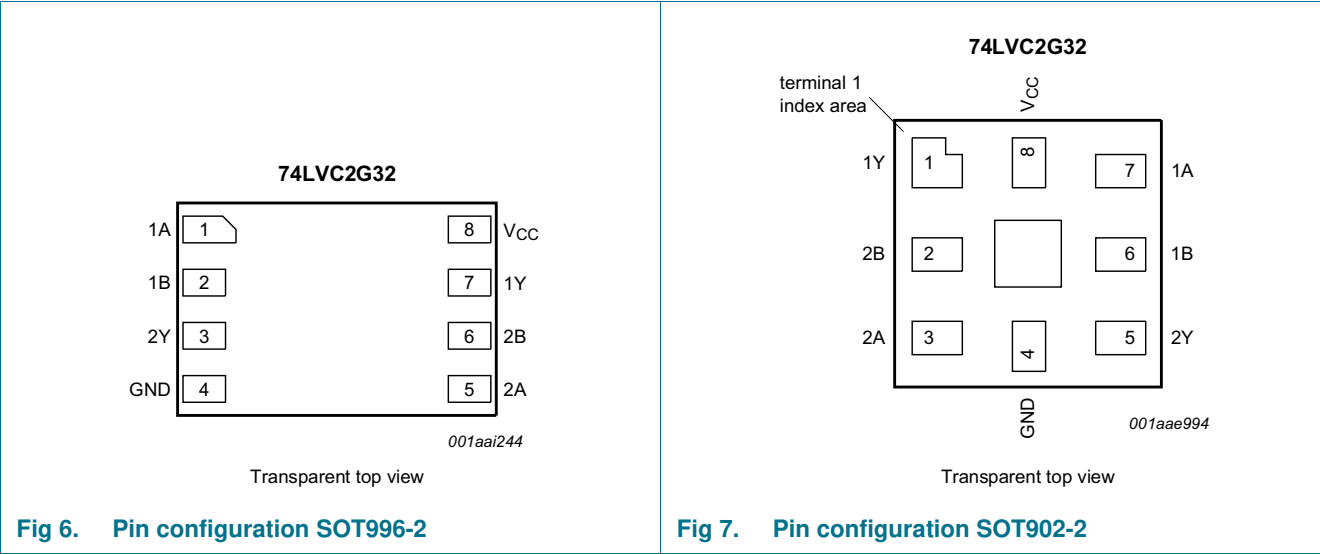 74LVC2G32
1A 1 8 VCC
1B 2 7 1Y
2Y 3 6 2B
GND 4 5 2A
001aai244
Transparent top view
Fig 6. Pin configuration SOT996-2
74LVC2G32
terminal 1
index area
VCC
1Y 1 8 7 1A
2B 2 6 1B
2A 3 4 5 2Y
GND
001aae994
Transparent top view
Fig 7. Pin configuration SOT902-2